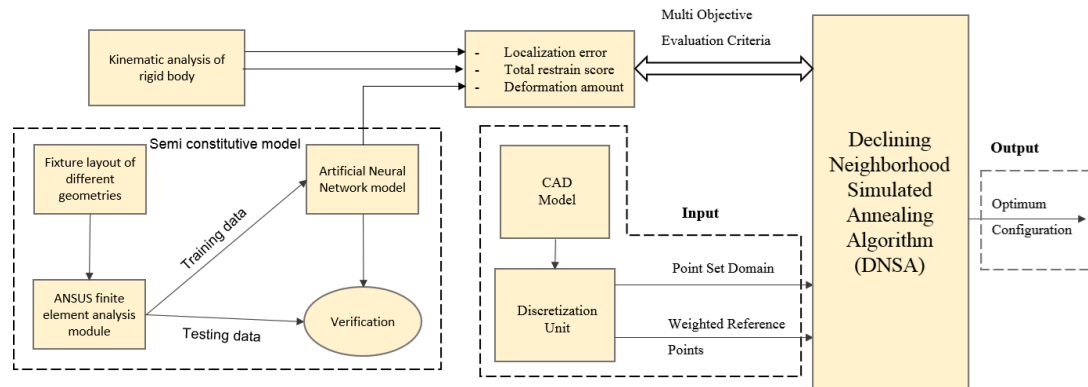 Kinematic analysis of
rigid body
- Localization error
- Total restrain score
- Deformation amount
Multi Objective
Evaluation Criteria
Semi constitutive model
Fixture layout of
different
geometries
Artificial Neural
Network model
Training data
ANSUS finite
element analysis
module
Testing data
Verification
CAD
Model
Input
Discretization
Unit
Point Set Domain
Weighted Reference
Points
Declining
Neighborhood
Simulated
Annealing
Algorithm
(DNSA)
Output
Optimum
Configuration